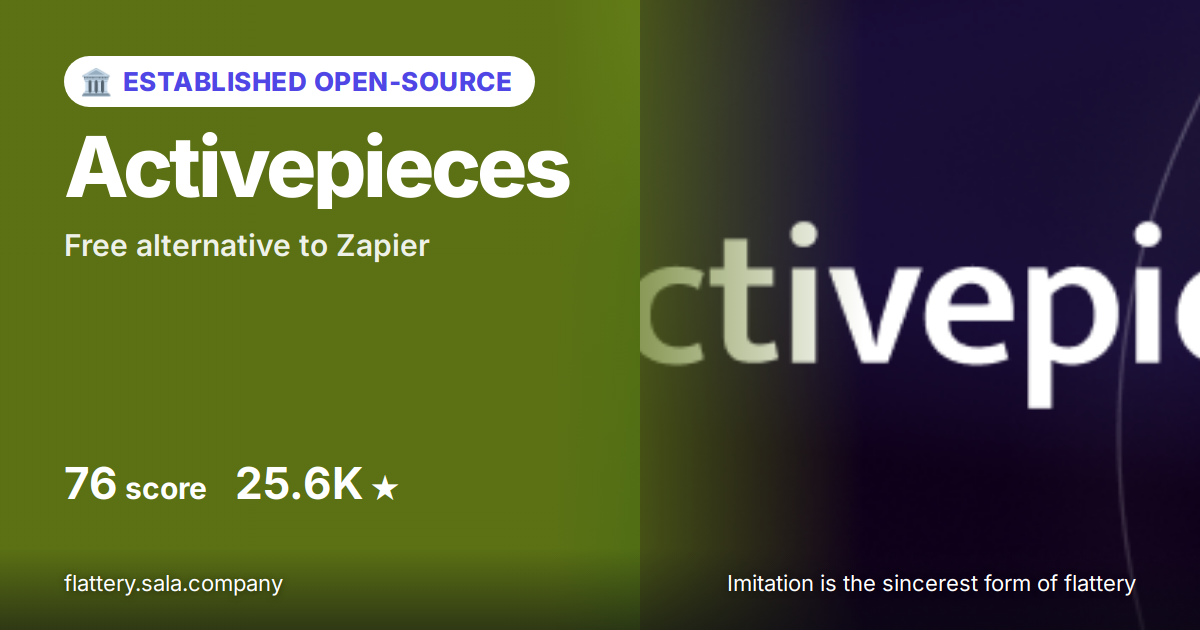 🏛️ ESTABLISHED OPEN-SOURCE
Activepieces
Free alternative to Zapier
ctivepie
76 score 25.6K ★
flattery.sala.company
Imitation is the sincerest form of flattery